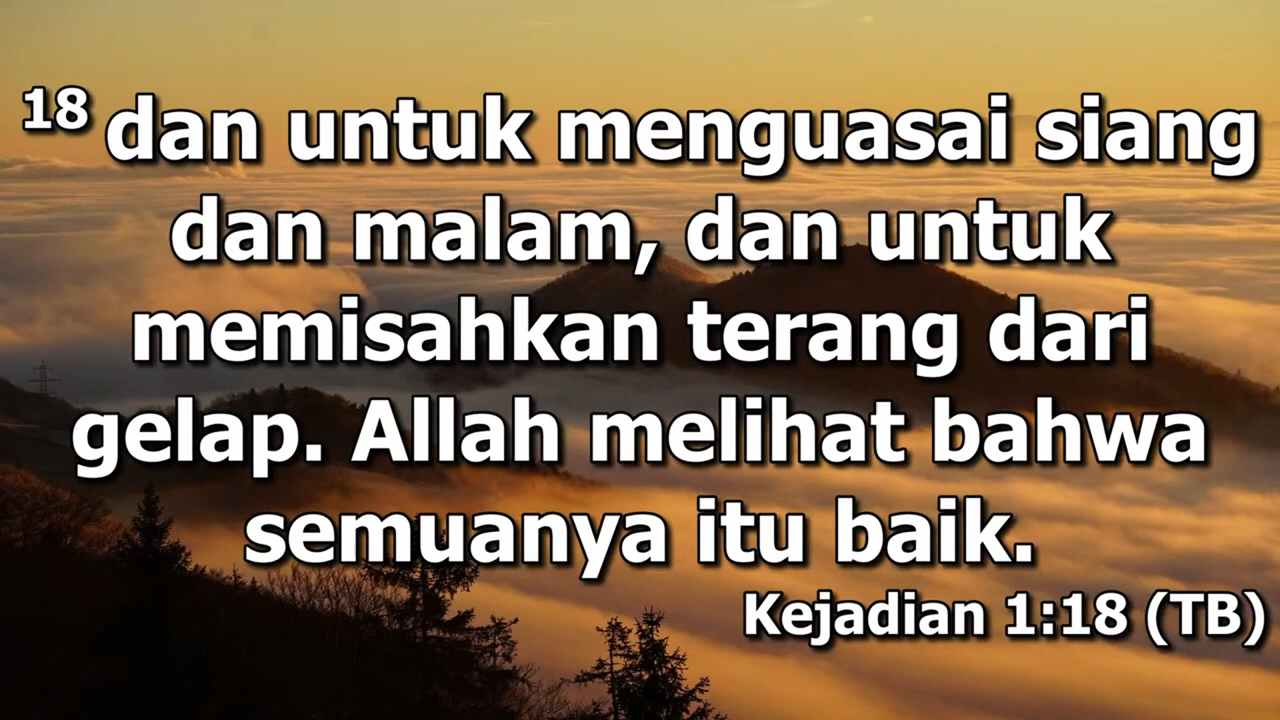 18 dan untuk menguasai siang
dan malam, dan untuk
memisahkan terang dari
gelap. Allah melihat bahwa
semuanya itu baik.
Kejadian 1:18 (TB)